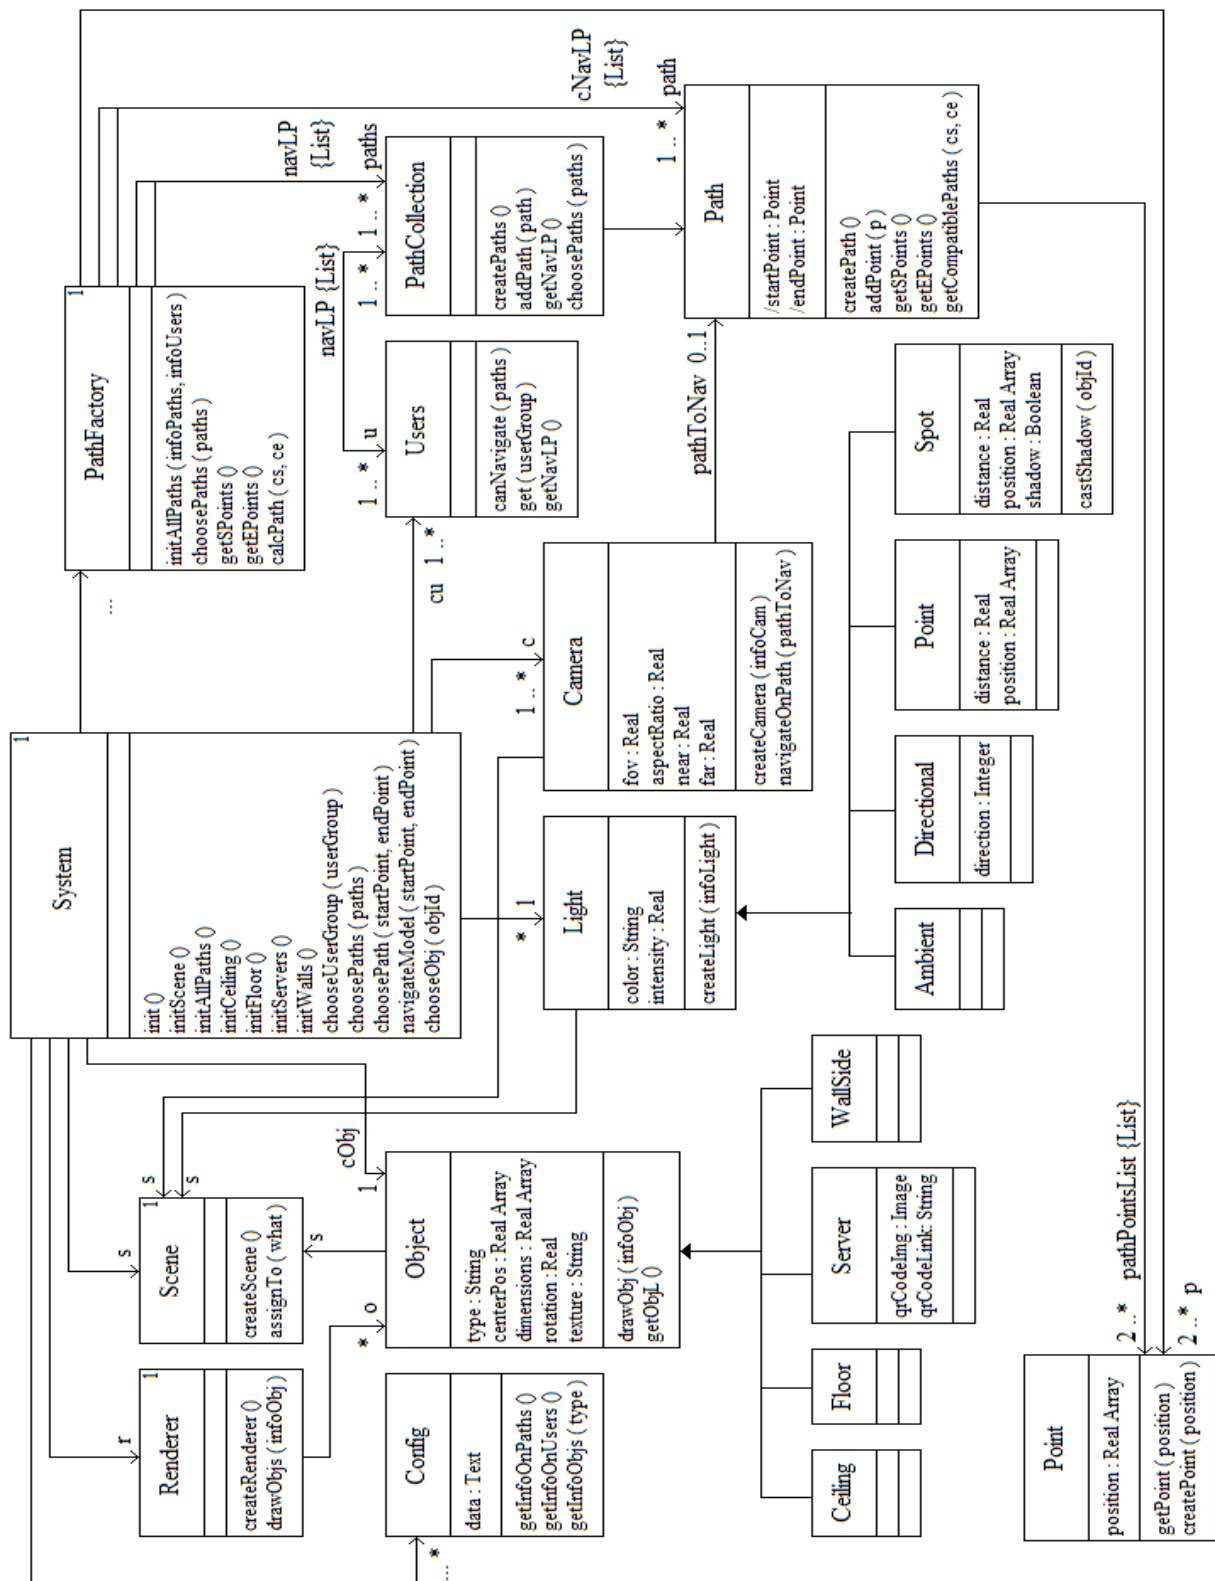 System
1
init ()
initScene ()
initAllPaths ()
initCeiling ()
initFloor ()
initServers ()
initWalls ()
chooseUserGroup ( userGroup )
choosePaths ( paths )
choosePath ( startPoint, endPoint )
navigateModel ( startPoint, endPoint )
chooseObj ( objId )
...
PathFactory
1
initAllPaths ( infoPaths, infoUsers )
choosePaths ( paths )
getSPoints ()
getEPoints ()
calcPath ( cs, ce )
r
Renderer
1
createRenderer ()
drawObjs ( infoObj )
s
Scene
1
createScene ()
assignTo ( what )
s
s
s
... *
Config
data : Text
getInfoOnPaths ()
getInfoOnUsers ()
getInfoObjs ( type )
* o
1 cObj
Object
type : String
centerPos : Real Array
dimensions : Real Array
rotation : Real
texture : String
drawObj ( infoObj )
getObjL ()
* 1
Light
color : String
intensity : Real
createLight ( infoLight )
1 .. * c
Camera
fov : Real
aspectRatio : Real
near : Real
far : Real
createCamera ( infoCam )
navigateOnPath ( pathToNav )
cu 1 .. *
1 .. * u
Users
canNavigate ( paths )
get ( userGroup )
getNavLP ()
navLP {List}
1 .. *
navLP
{List}
1 .. * paths
PathCollection
createPaths ()
addPath ( path )
getNavLP ()
choosePaths ( paths )
cNavLP
{List}
1 .. * path
pathToNav 0..1
Path
/startPoint : Point
/endPoint : Point
createPath ()
addPoint ( p )
getSPoints ()
getEPoints ()
getCompatiblePaths ( cs, ce )
Ceiling
Floor
Server
qrCodeImg : Image
qrCodeLink: String
WallSide
Ambient
Directional
direction : Integer
Point
distance : Real
position : Real Array
Spot
distance : Real
position : Real Array
shadow : Boolean
castShadow ( objId )
2 .. * pathPointsList {List}
2 .. * p
Point
position : Real Array
getPoint ( position )
createPoint ( position )